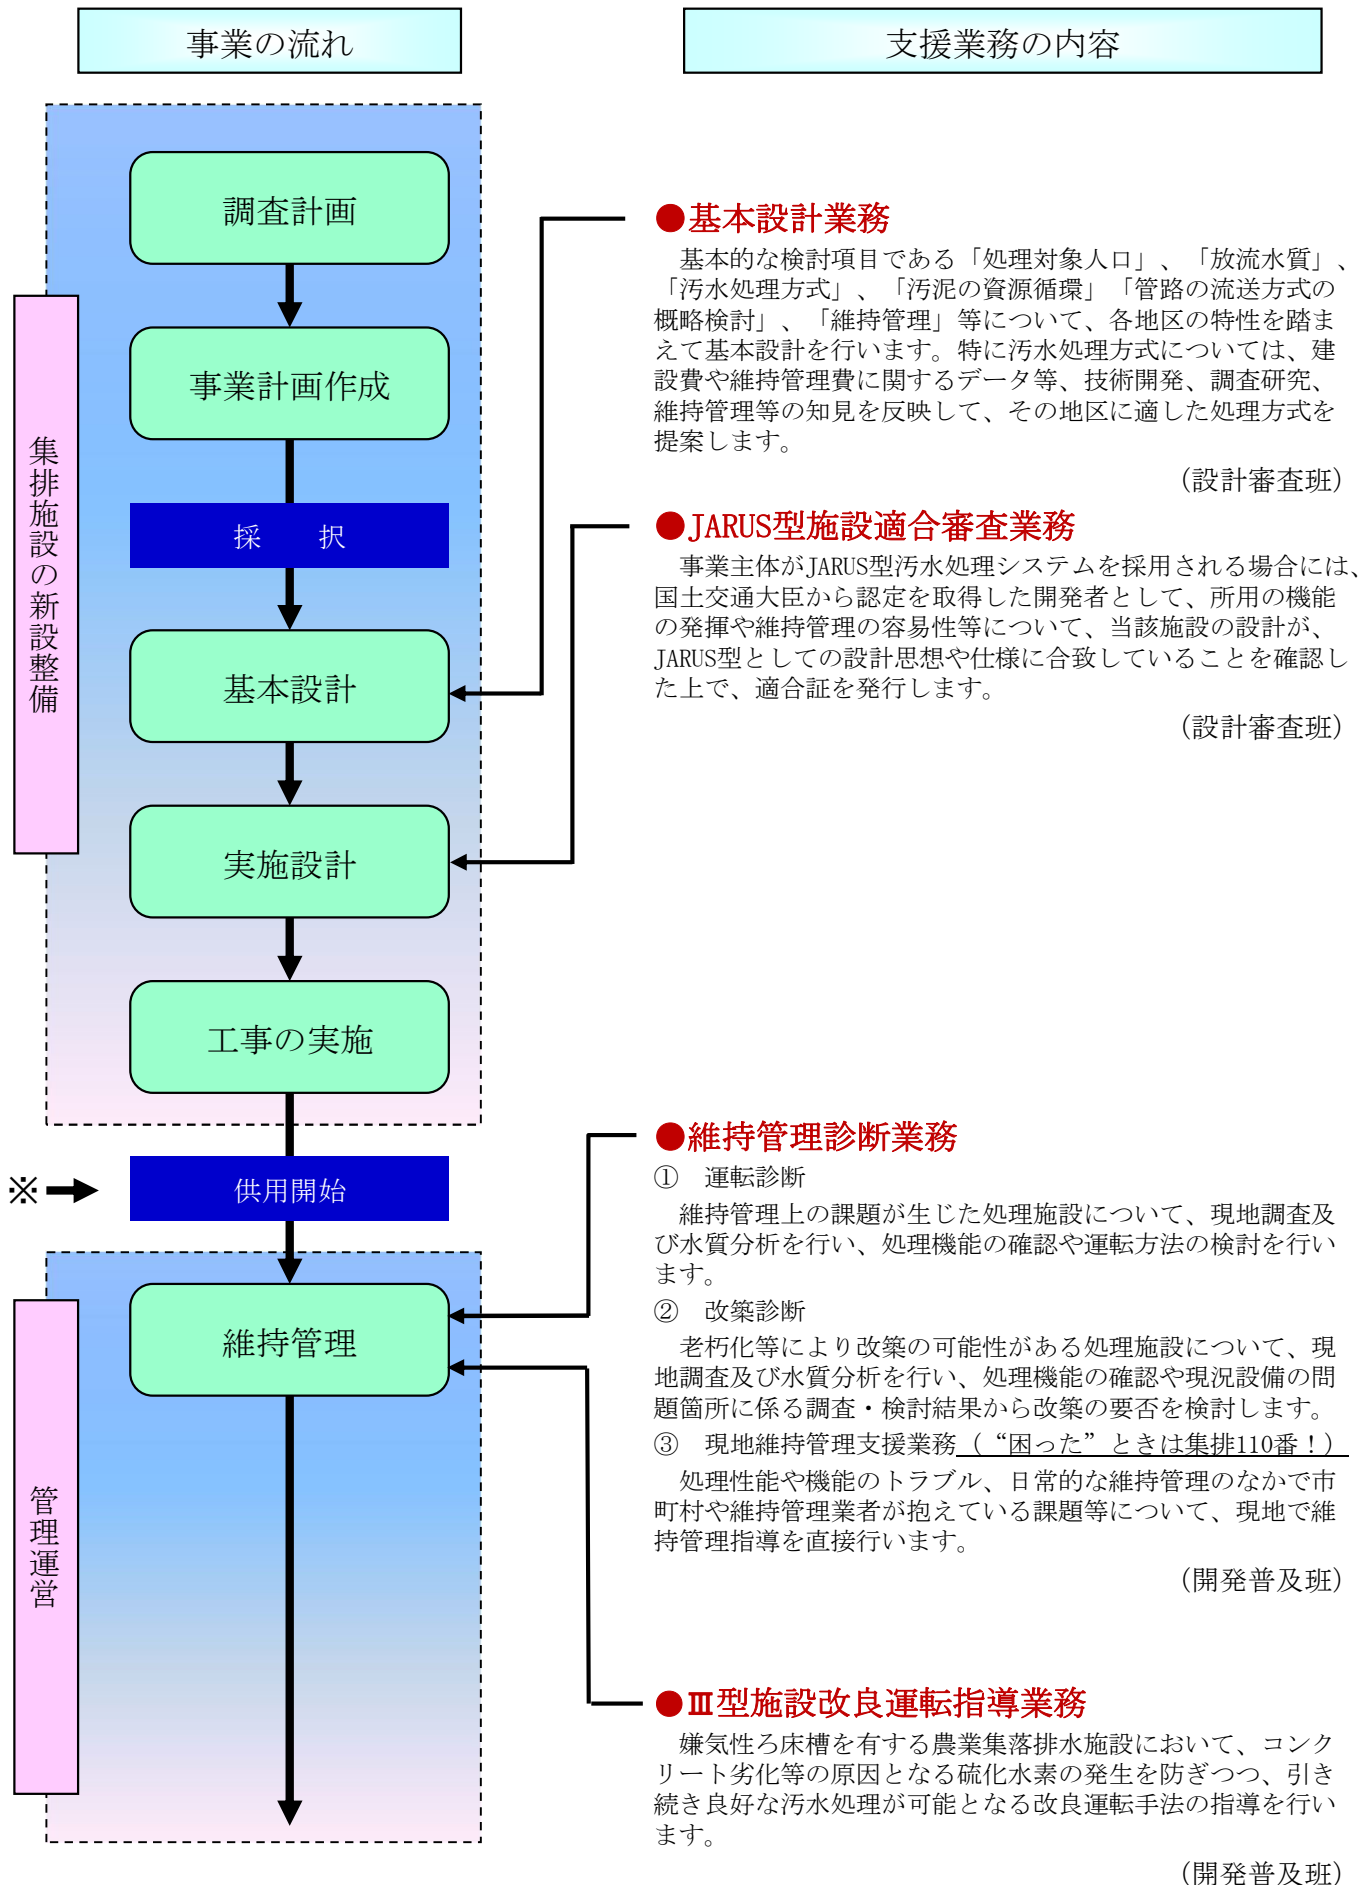 事業の流れ
支援業務の内容
集排施設の新設整備
調査計画
事業計画作成
採　択
基本設計
実施設計
工事の実施
※
供用開始
管理運営
維持管理
●基本設計業務
基本的な検討項目である「処理対象人口」、「放流水質」、
「汚水処理方式」、「汚泥の資源循環」「管路の流送方式の
概略検討」、「維持管理」等について、各地区の特性を踏ま
えて基本設計を行います。特に汚水処理方式については、建
設費や維持管理費に関するデータ等、技術開発、調査研究、
維持管理等の知見を反映して、その地区に適した処理方式を
提案します。
（設計審査班）
●JARUS型施設適合審査業務
事業主体がJARUS型汚水処理システムを採用される場合には、
国土交通大臣から認定を取得した開発者として、所用の機能
の発揮や維持管理の容易性等について、当該施設の設計が、
JARUS型としての設計思想や仕様に合致していることを確認し
た上で、適合証を発行します。
（設計審査班）
●維持管理診断業務
①　運転診断
維持管理上の課題が生じた処理施設について、現地調査及
び水質分析を行い、処理機能の確認や運転方法の検討を行い
ます。
②　改築診断
老朽化等により改築の可能性がある処理施設について、現
地調査及び水質分析を行い、処理機能の確認や現況設備の問
題箇所に係る調査・検討結果から改築の要否を検討します。
③　現地維持管理支援業務（“困った”ときは集排110番！）
処理性能や機能のトラブル、日常的な維持管理のなかで市
町村や維持管理業者が抱えている課題等について、現地で維
持管理指導を直接行います。
（開発普及班）
●Ⅲ型施設改良運転指導業務
嫌気性ろ床槽を有する農業集落排水施設において、コンク
リート劣化等の原因となる硫化水素の発生を防ぎつつ、引き
続き良好な汚水処理が可能となる改良運転手法の指導を行い
ます。
（開発普及班）